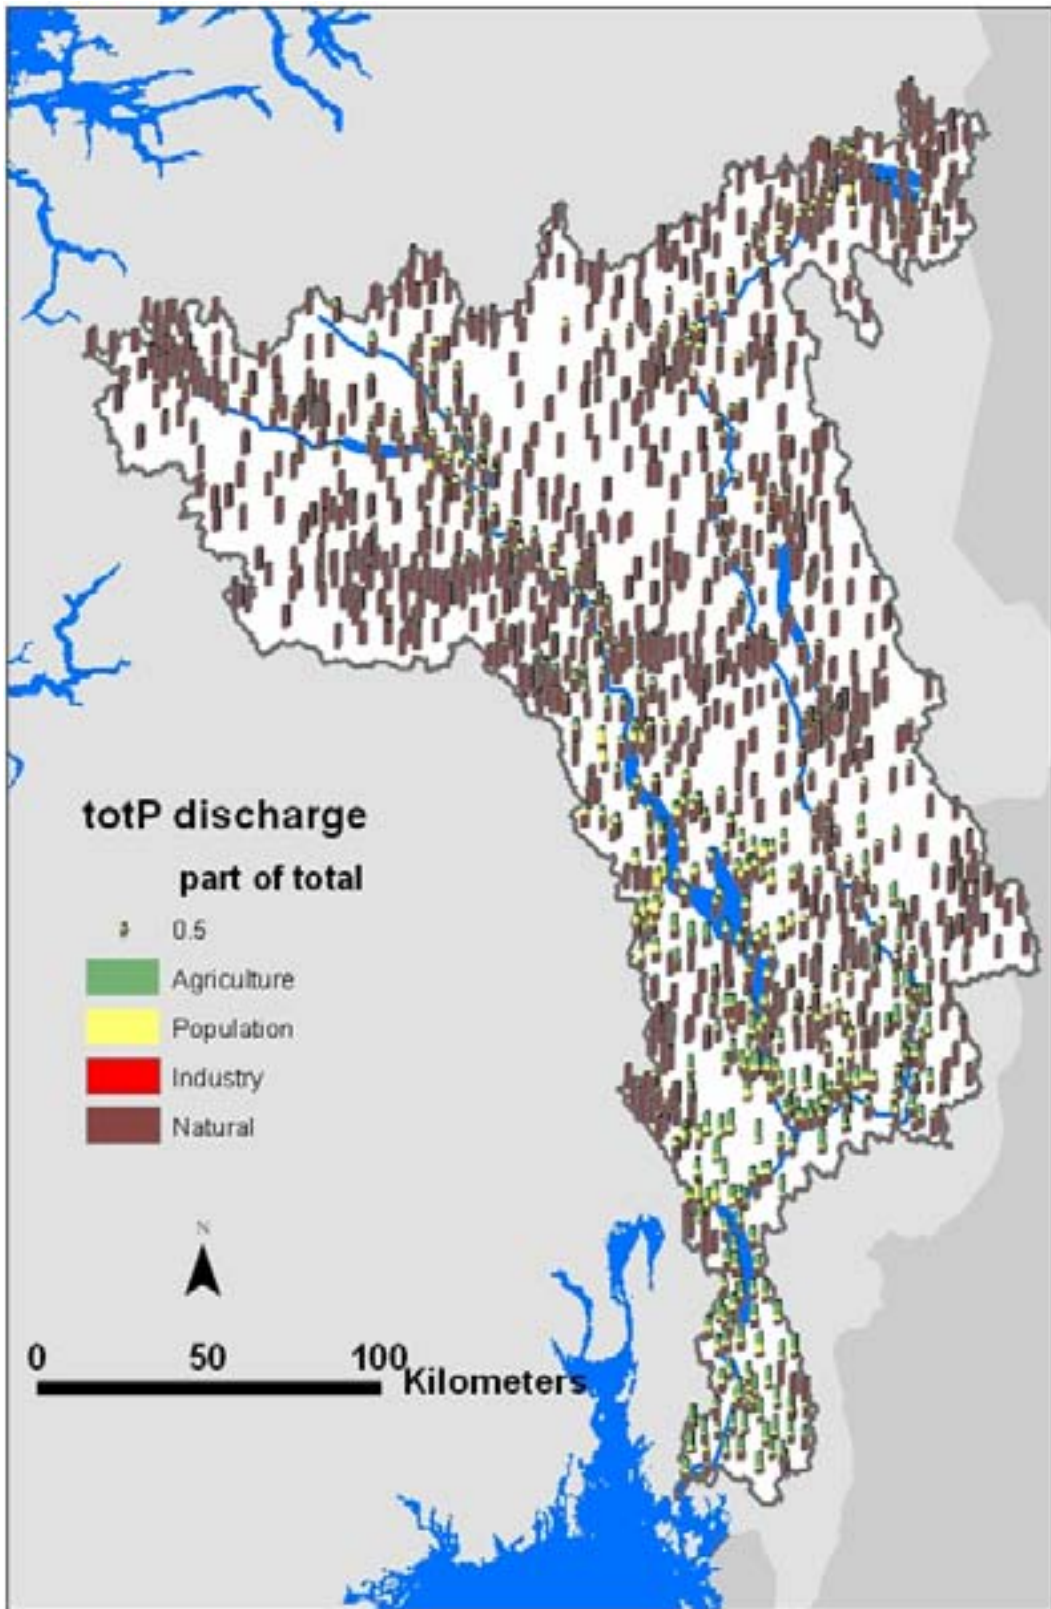 totP discharge
part of total
0.5
Agriculture
Population
Industry
Natural
N
0 50 100
Kilometers